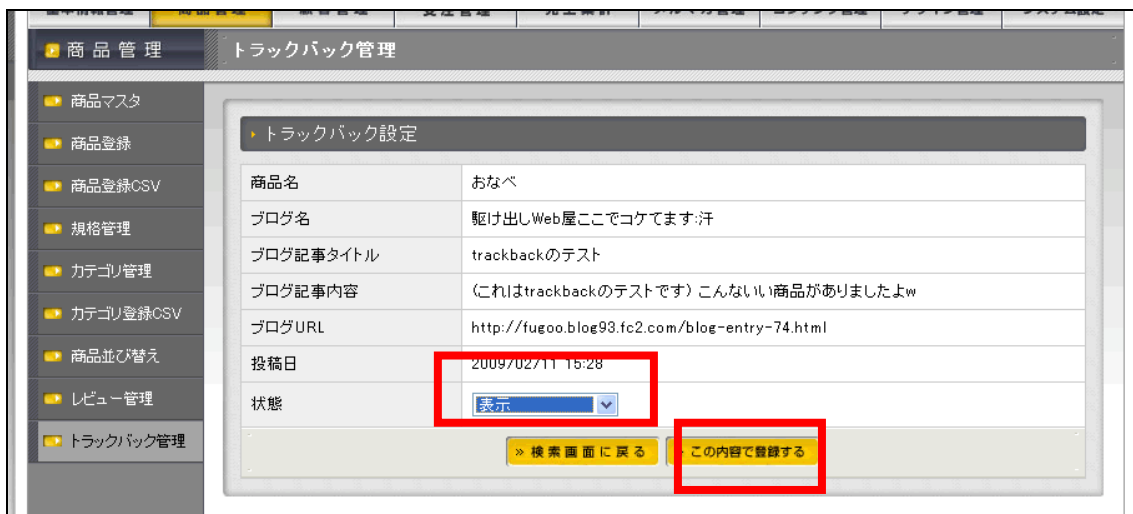 商品管理
トラックバック管理
商品マスタ
商品登録
商品登録CSV
規格管理
カテゴリ管理
カテゴリ登録CSV
商品並び替え
レビュー管理
トラックバック管理
トラックバック設定
商品名 おなべ
ブログ名 駆け出しWeb屋ここでコケてます:汗
ブログ記事タイトル trackbackのテスト
ブログ記事内容 (これはtrackbackのテストです) こんないい商品がありましたよw
ブログURL http://fugoo.blog93.fc2.com/blog-entry-74.html
投稿日 2009/02/11 15:28
状態 表示
» 検索画面に戻る
この内容で登録する